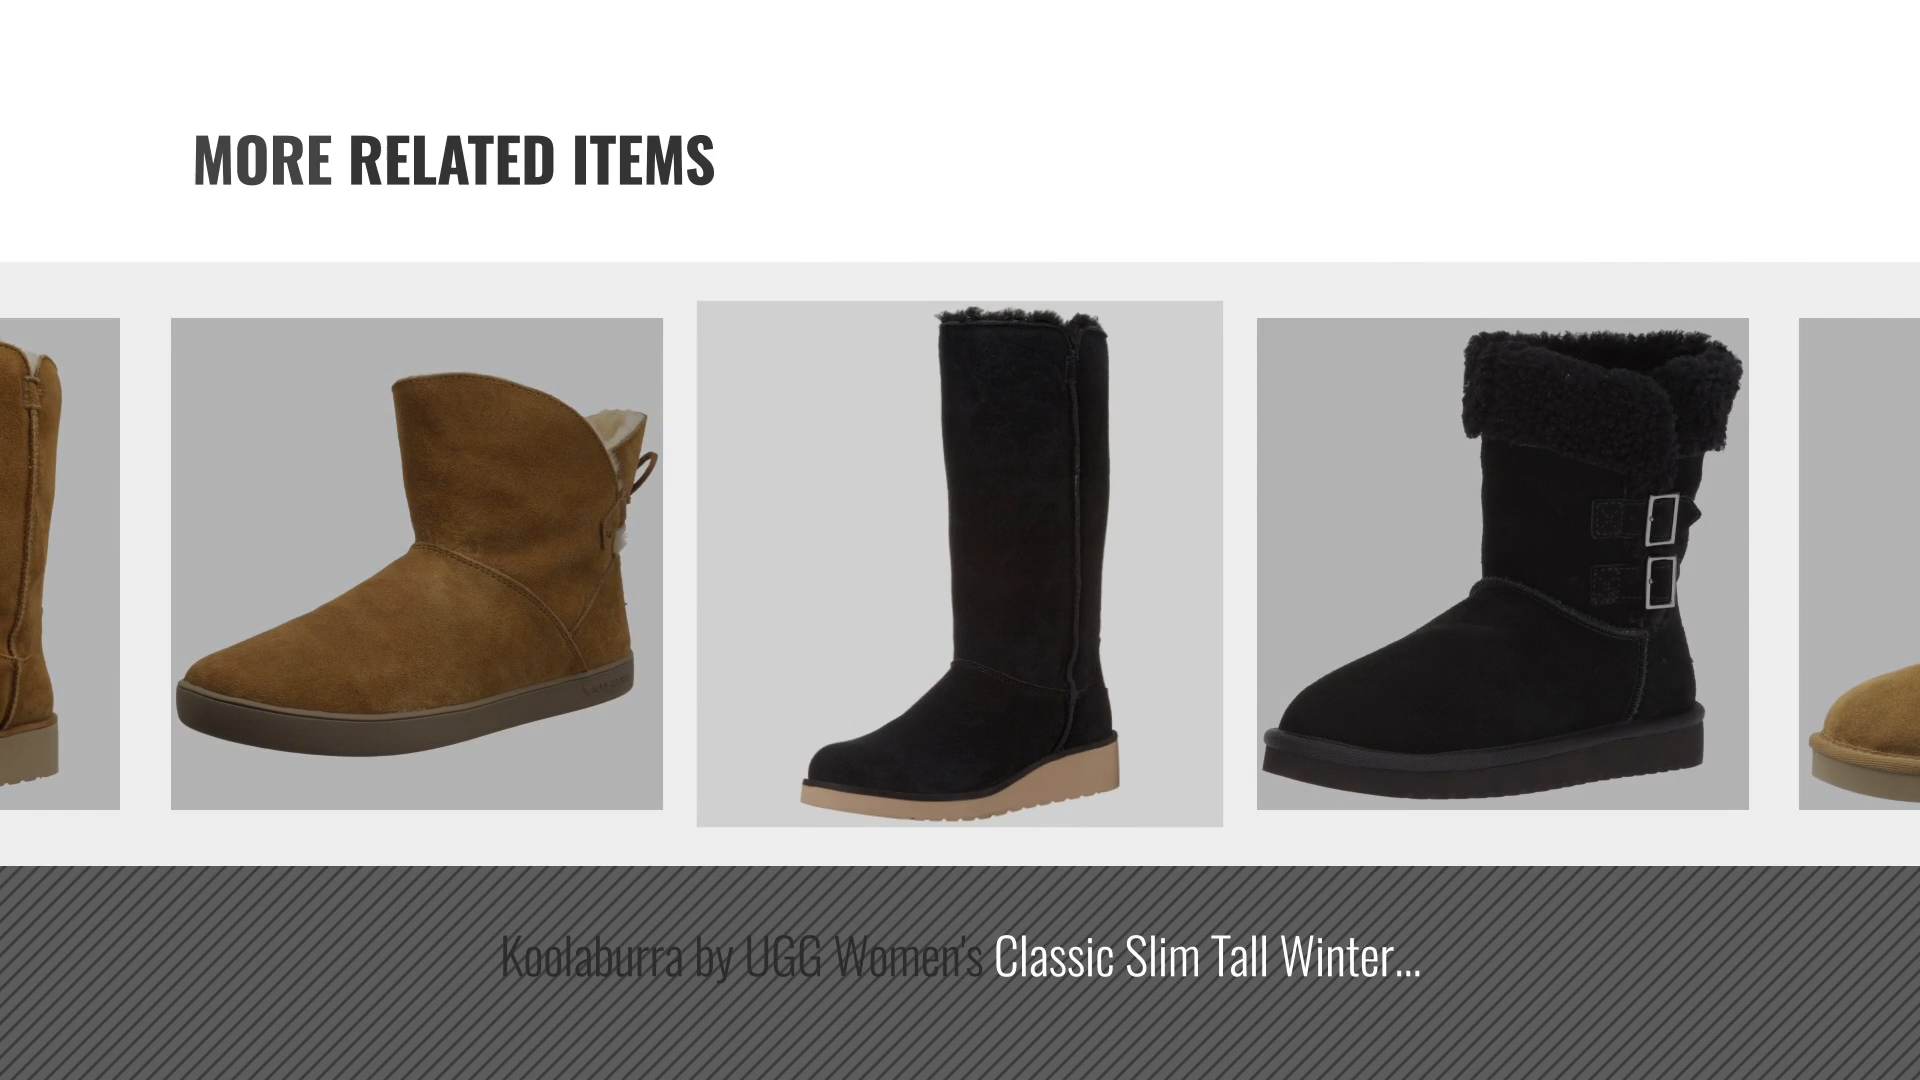 MORE RELATED ITEMS
Koolaburra by UGG Women's Classic Slim Tall Winter...